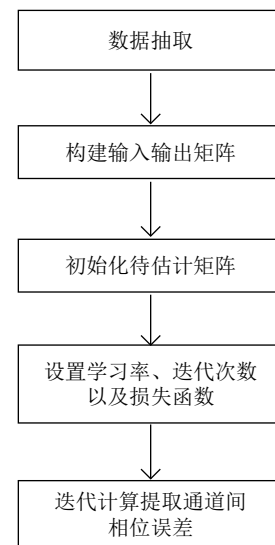 数据抽取
构建输入输出矩阵
初始化待估计矩阵
设置学习率、迭代次数
以及损失函数
迭代计算提取通道间
相位误差